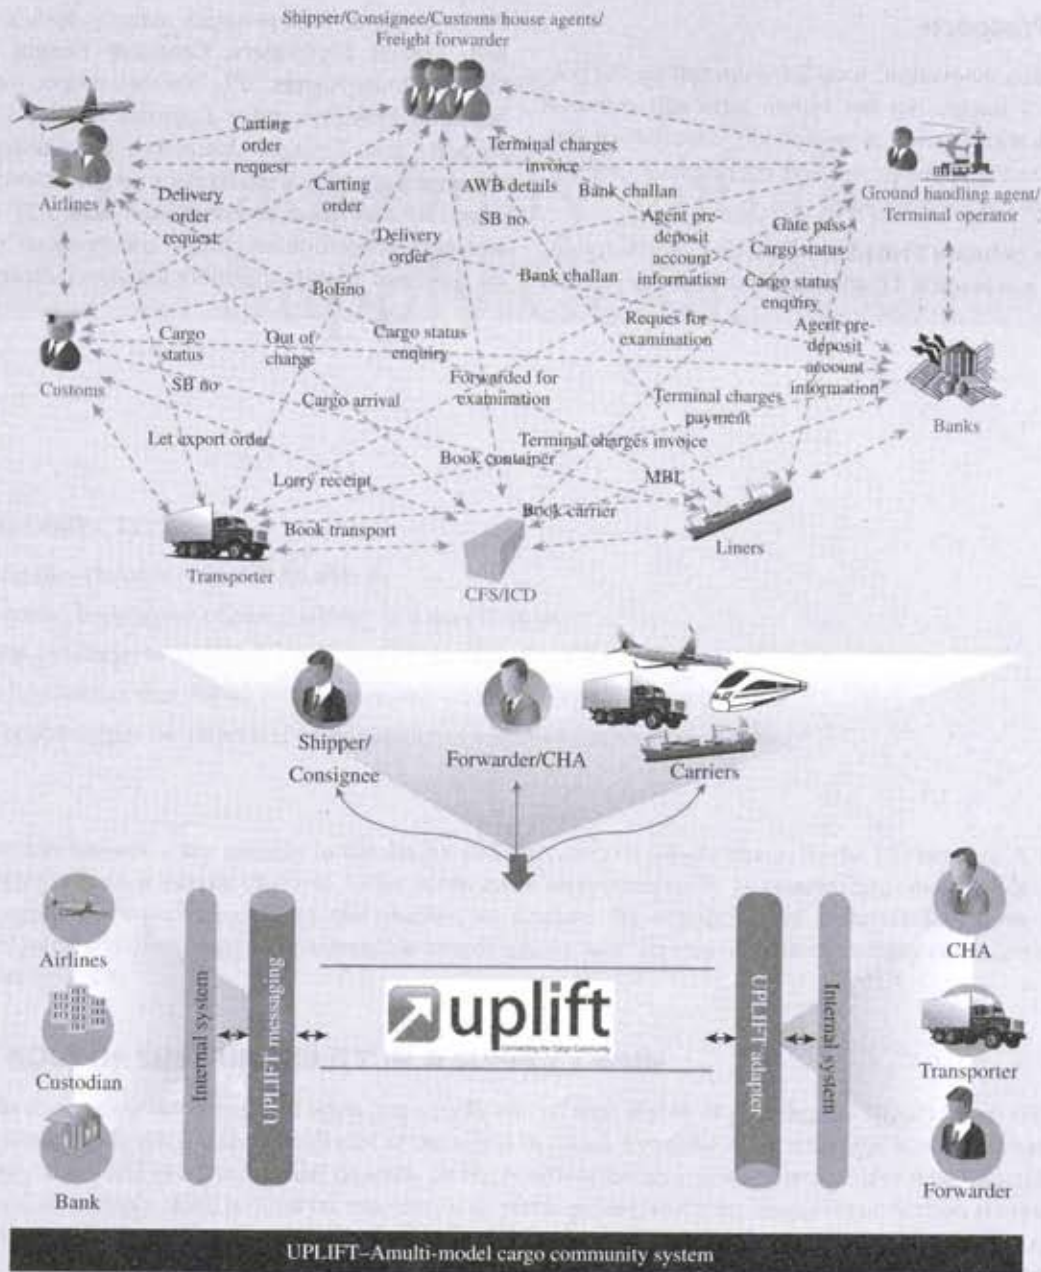 Shipper/Consignee/Customs house agents/
Freight forwarder
Carting
order
request
Terminal charges
invoice
Airlines
Delivery
order
request
Carting
order
AWB details
SB no.
Bank challan
Ground handling agent/
Terminal operator
Agent pre-
deposit
account
information
Gate pass
Cargo status
Delivery
order
Bank challan
Cargo status
enquiry
Bofino
Reques for
examination
Agent pre-
deposit
account
information
Cargo
status
Out of
charge
Cargo status
enquiry
Customs
SB no
Cargo arrival
Forwarded for
examination
Terminal charges
payment
Banks
Let export order
Terminal charges invoice
Book container
Lorry receipt
MBL
Book transport
Book carrier
Transporter
CFS/ICD
Liners
Shipper/
Consignee
Forwarder/CHA
Carriers
Airlines
Custodian
Bank
Internal system
UPLIFT messaging
uplift
Connecting the Cargo Community
UPLIFT adapter
Internal system
CHA
Transporter
Forwarder
UPLIFT–Amulti-model cargo community system